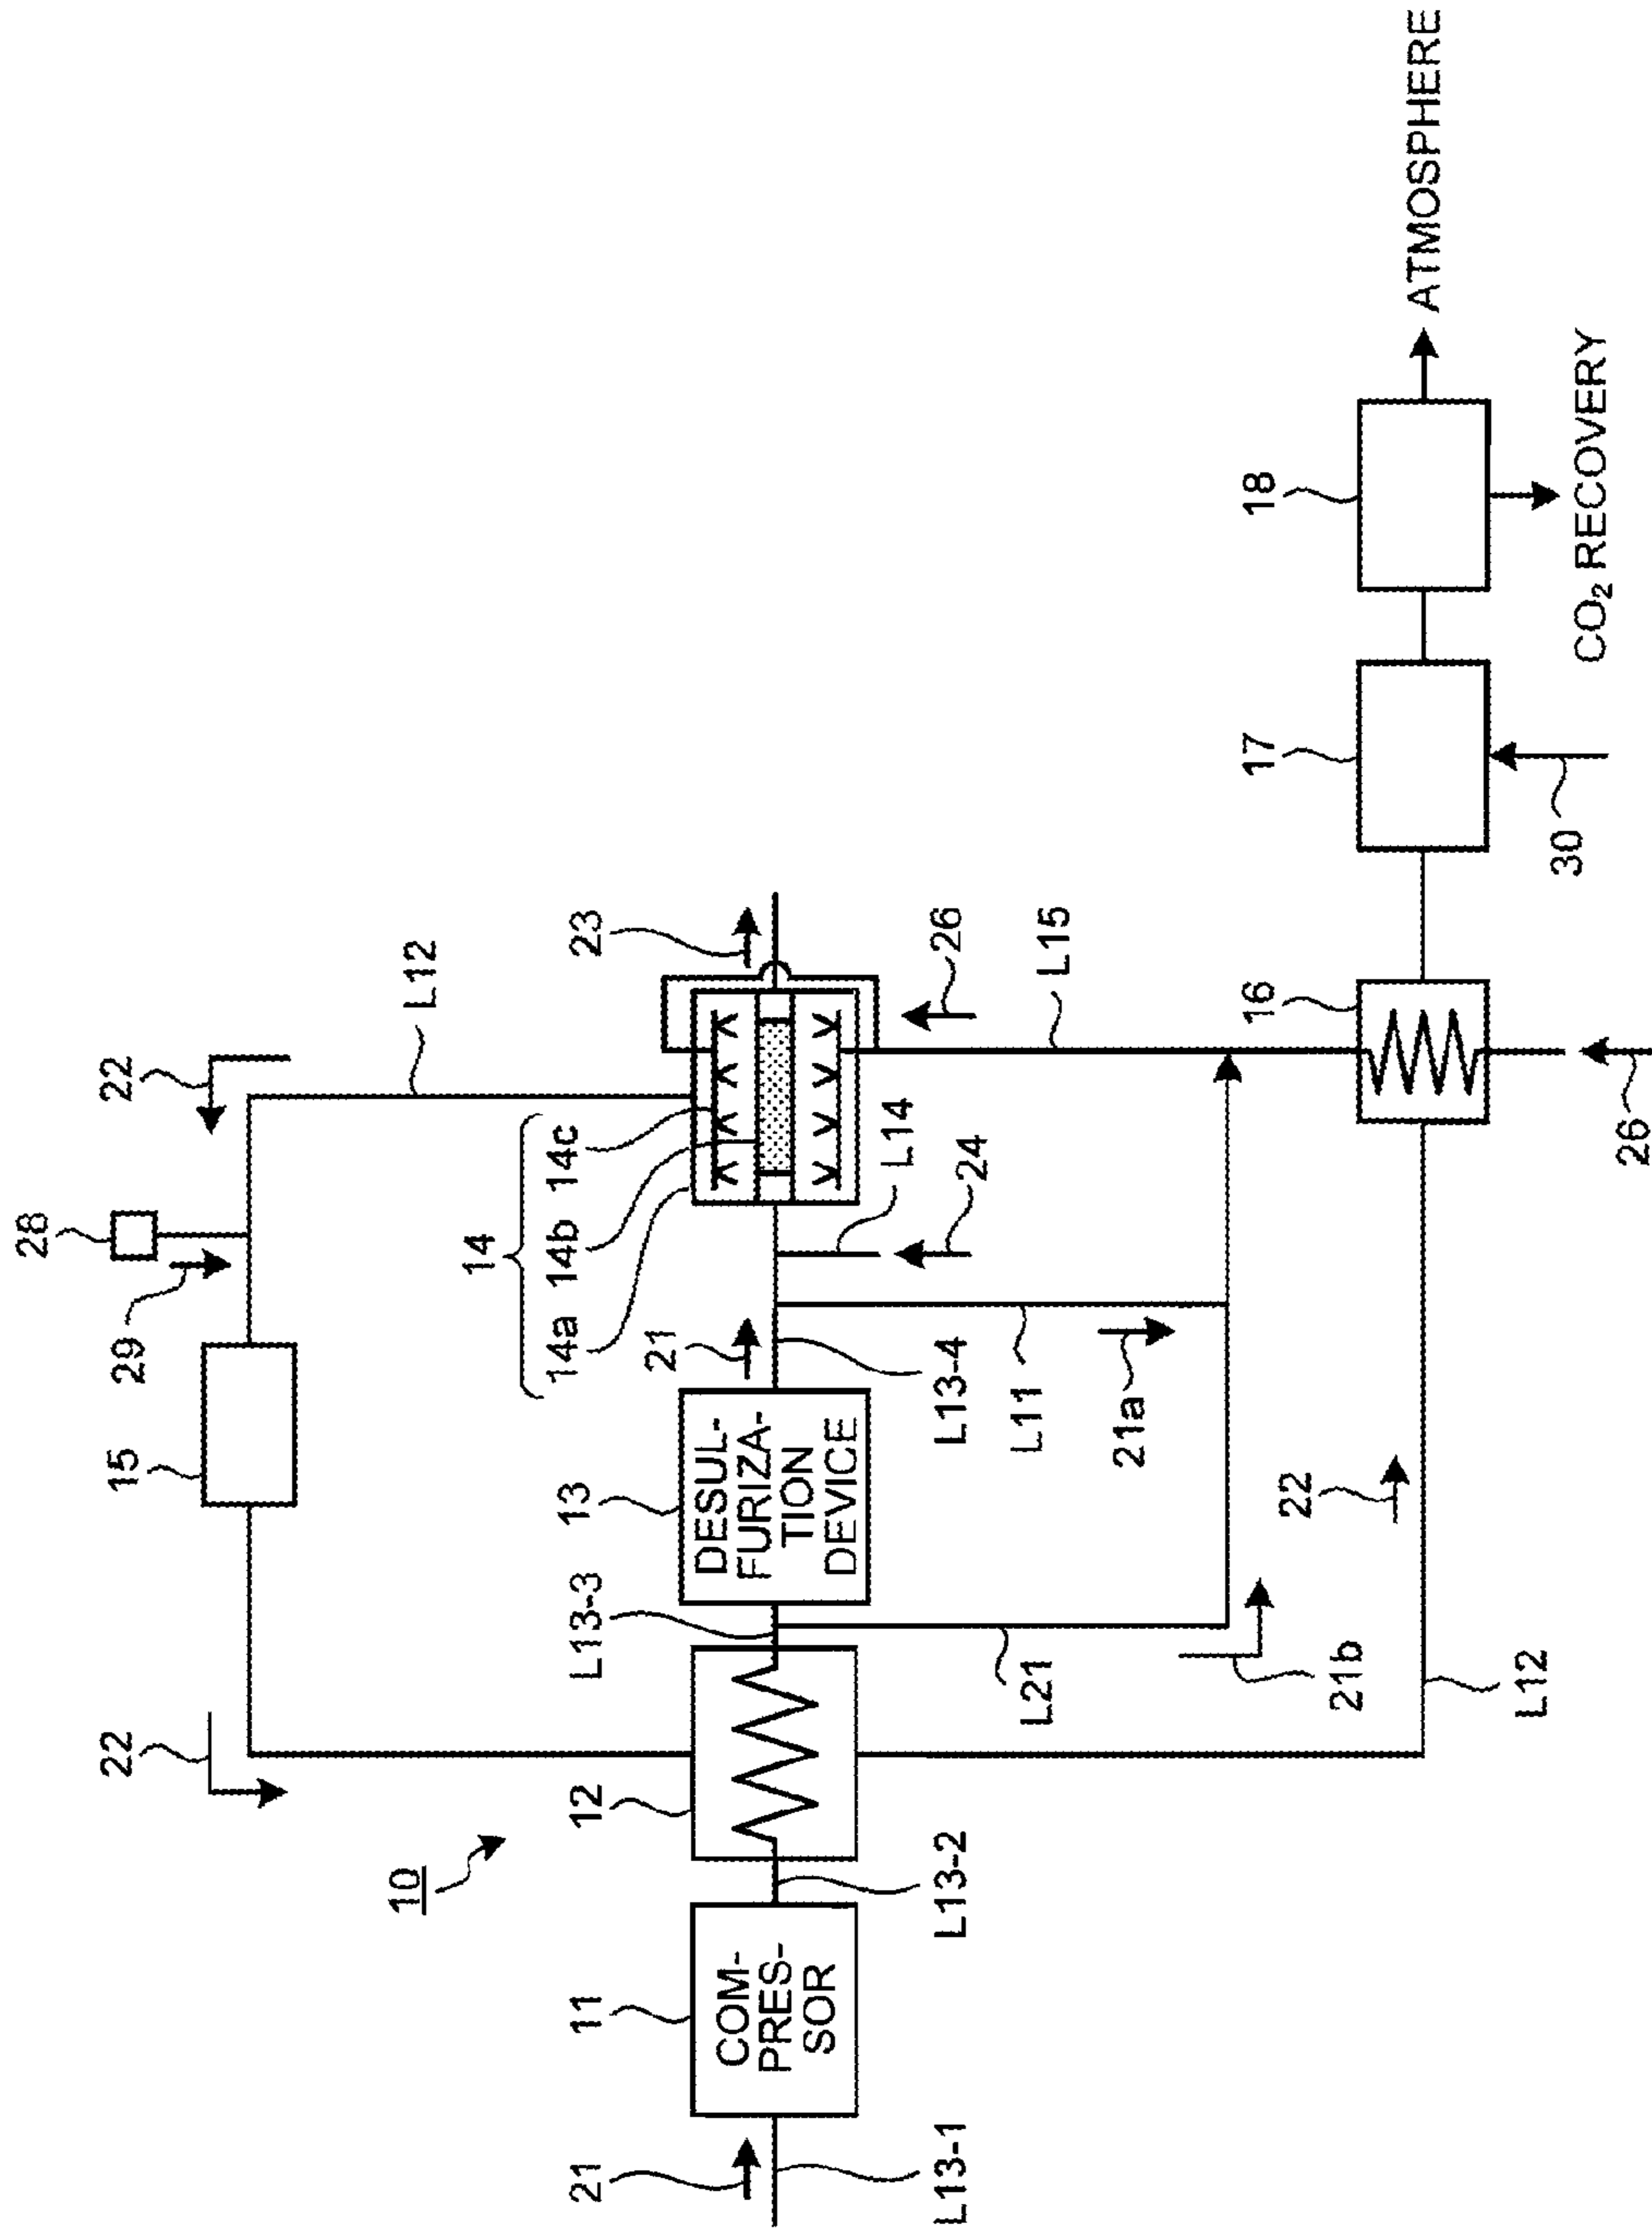 10
22
15
29
28
22
L12
21
11
COM-
PRES-
SOR
L13-1
L13-2
12
L13-3
13
DESUL-
FURIZA-
TION
DEVICE
L13-4
21
14
14a
14b
14c
23
L14
24
26
L15
L21
21b
L11
21a
22
L12
16
26
17
30
18
ATMOSPHERE
CO₂ RECOVERY